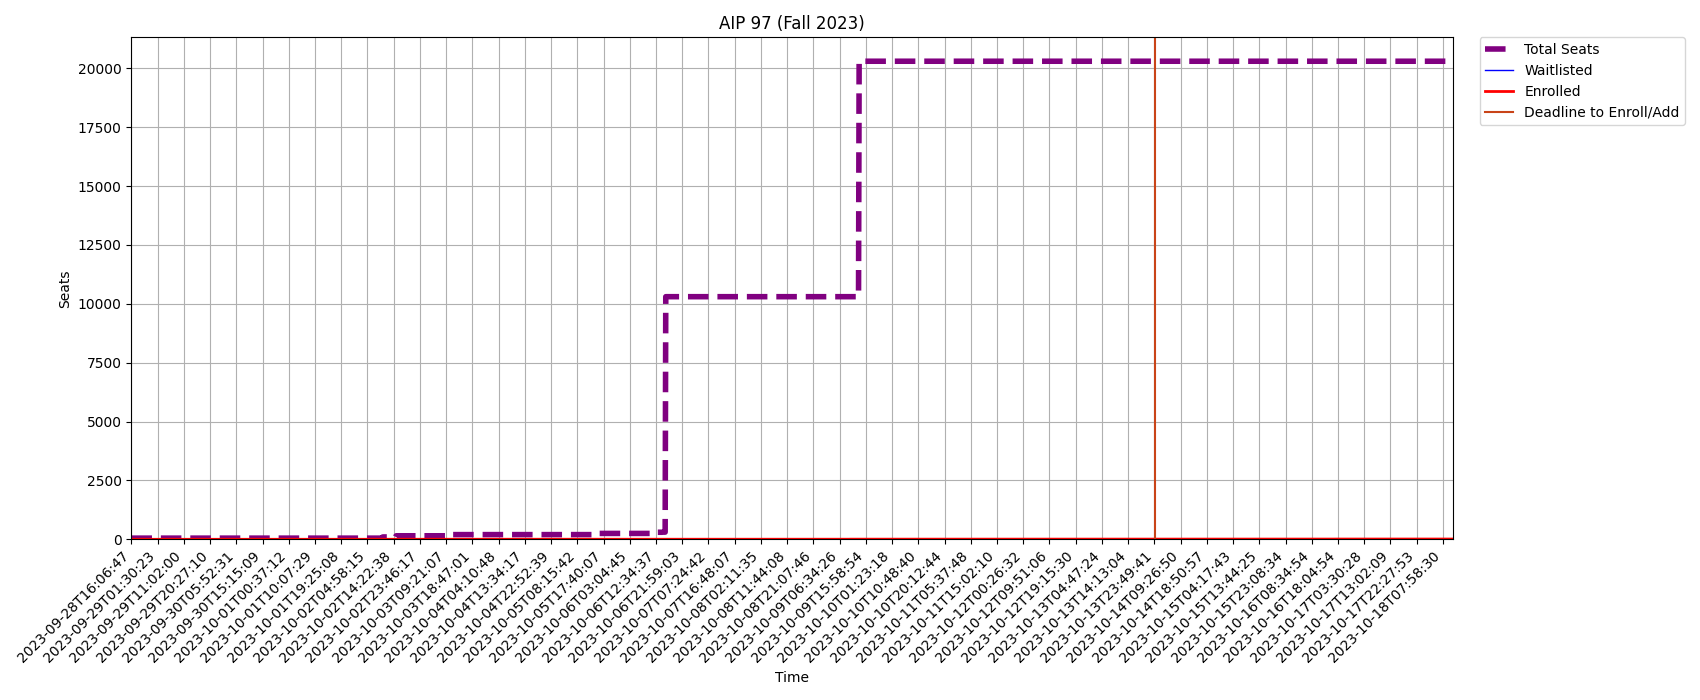 AIP 97 (Fall 2023)
Total Seats
Waitlisted
Enrolled
Deadline to Enroll/Add
20000
17500
15000
12500
10000
7500
5000
2500
0
Seats
2023-09-28T16:06:47
2023-09-29T01:30:23
2023-09-29T11:02:00
2023-09-29T20:27:10
2023-09-30T05:52:31
2023-09-30T15:15:09
2023-10-01T00:37:12
2023-10-01T10:07:29
2023-10-01T19:25:08
2023-10-02T04:58:15
2023-10-02T14:22:38
2023-10-02T23:46:17
2023-10-03T09:21:07
2023-10-03T18:47:01
2023-10-04T04:10:48
2023-10-04T13:34:17
2023-10-04T22:52:39
2023-10-05T08:15:42
2023-10-05T17:40:07
2023-10-06T03:04:45
2023-10-06T12:34:37
2023-10-06T21:59:03
2023-10-07T07:24:42
2023-10-07T16:48:07
2023-10-08T02:11:35
2023-10-08T11:44:08
2023-10-08T21:07:46
2023-10-09T06:34:26
2023-10-09T15:58:54
2023-10-10T01:23:18
2023-10-10T10:48:40
2023-10-10T20:12:44
2023-10-11T05:37:48
2023-10-11T15:02:10
2023-10-12T00:26:32
2023-10-12T09:51:06
2023-10-12T19:15:30
2023-10-13T04:47:24
2023-10-13T14:13:04
2023-10-13T23:49:41
2023-10-14T09:26:50
2023-10-14T18:50:57
2023-10-15T04:17:43
2023-10-15T13:44:25
2023-10-15T23:08:34
2023-10-16T08:34:54
2023-10-16T18:04:54
2023-10-17T03:30:28
2023-10-17T13:02:09
2023-10-17T22:27:53
2023-10-18T07:58:30
Time